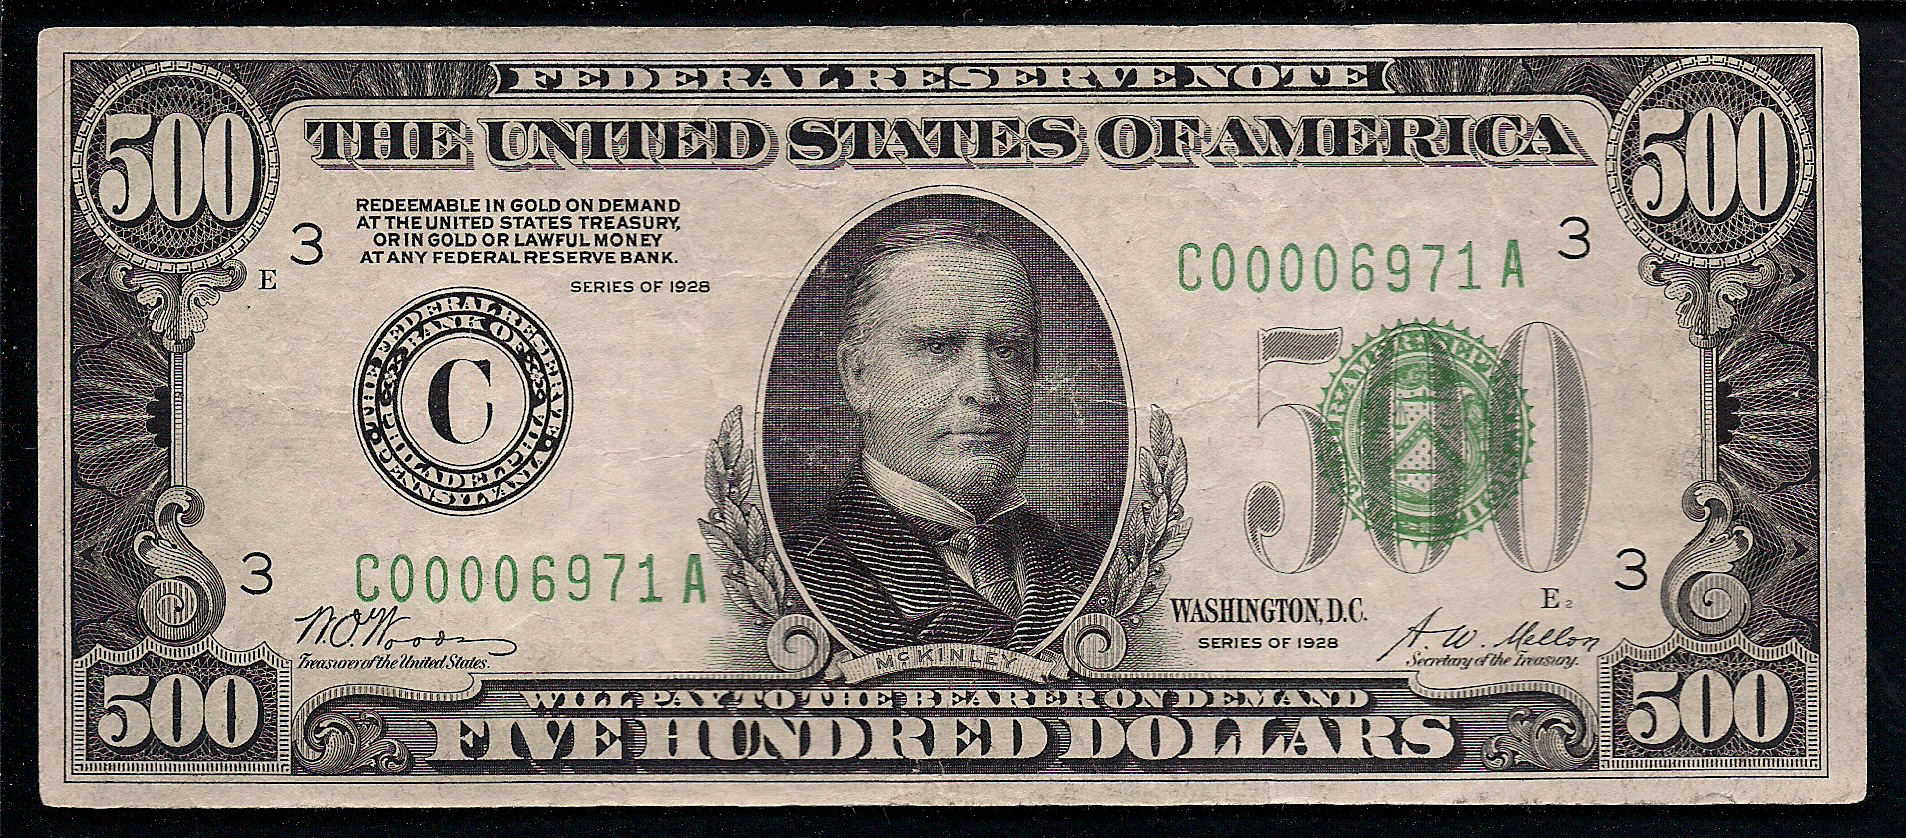 FEDERAL RESERVE NOTE
500
500
THE UNITED STATES OF AMERICA
REDEEMABLE IN GOLD ON DEMAND
AT THE UNITED STATES TREASURY,
OR IN GOLD OR LAWFUL MONEY
AT ANY FEDERAL RESERVE BANK.
3
E
SERIES OF 1928
C00006971A
3
THE FEDERAL RESERVE
BANK OF
PHILADELPHIA
PENNSYLVANIA
C
500
3
C00006971A
W.O. Woods
Treasurer of the United States.
McKINLEY
WASHINGTON, D.C.
SERIES OF 1928
E2
3
A. W. Mellon
Secretary of the Treasury.
500
500
WILL PAY TO THE BEARER ON DEMAND
FIVE HUNDRED DOLLARS